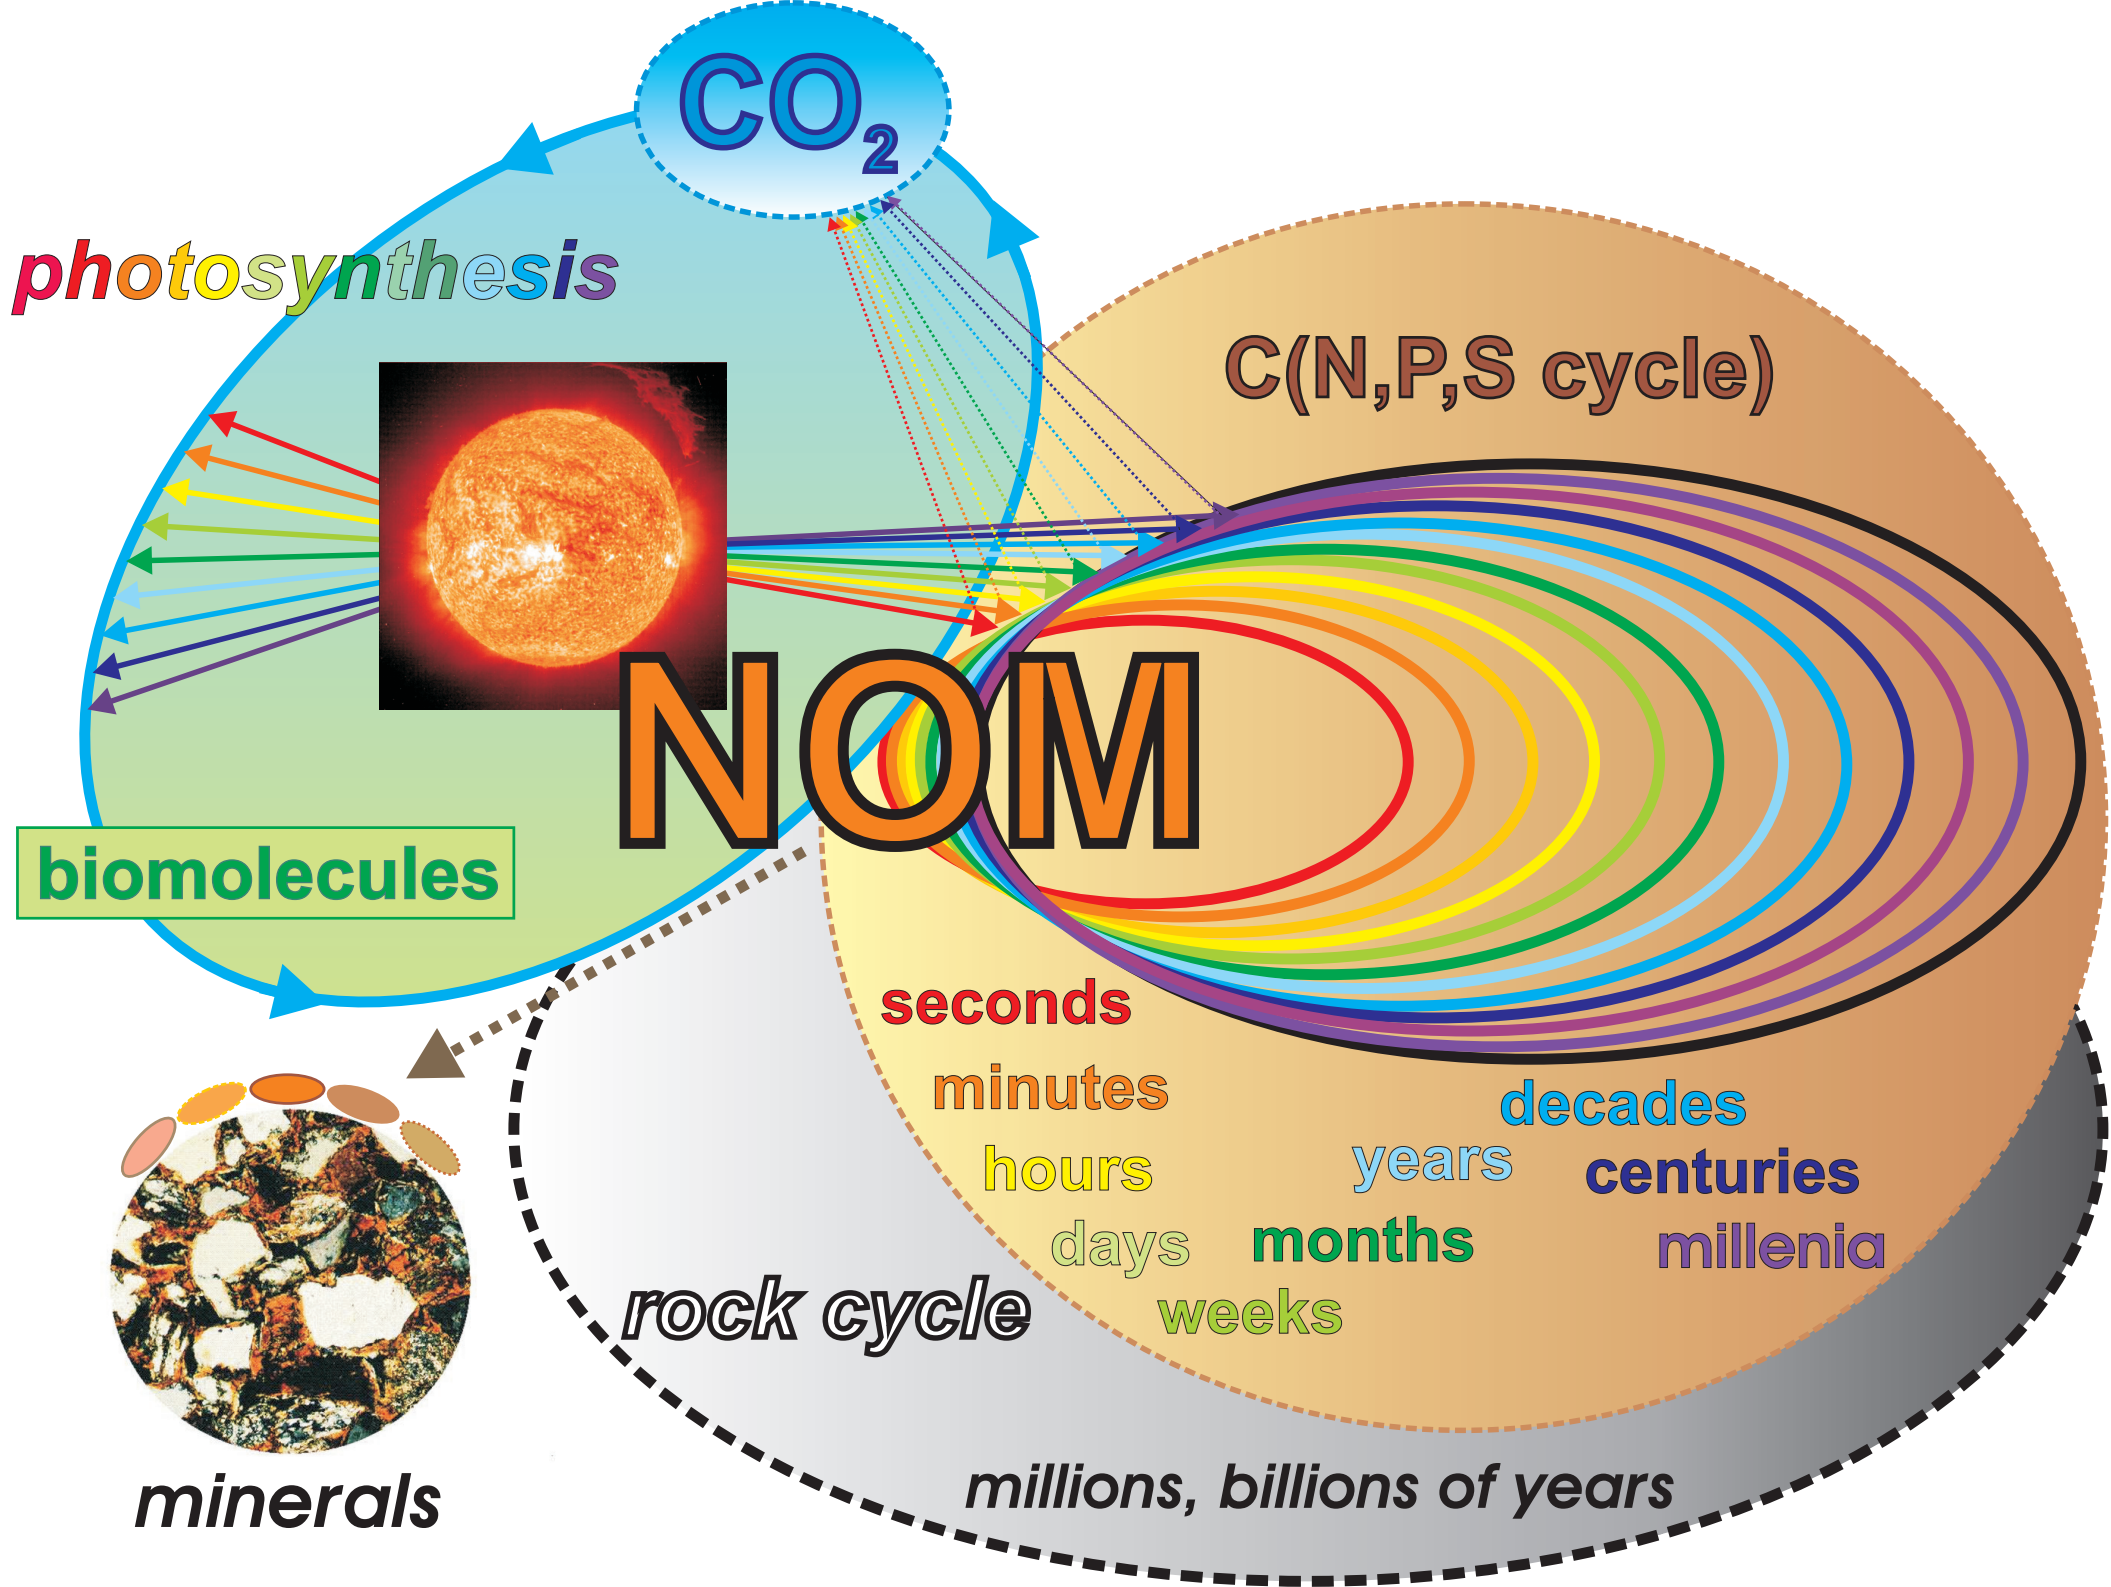 CO₂
photosynthesis
C(N,P,S cycle)
NOM
biomolecules
seconds
minutes
hours
days
weeks
months
years
decades
centuries
millenia
rock cycle
millions, billions of years
minerals